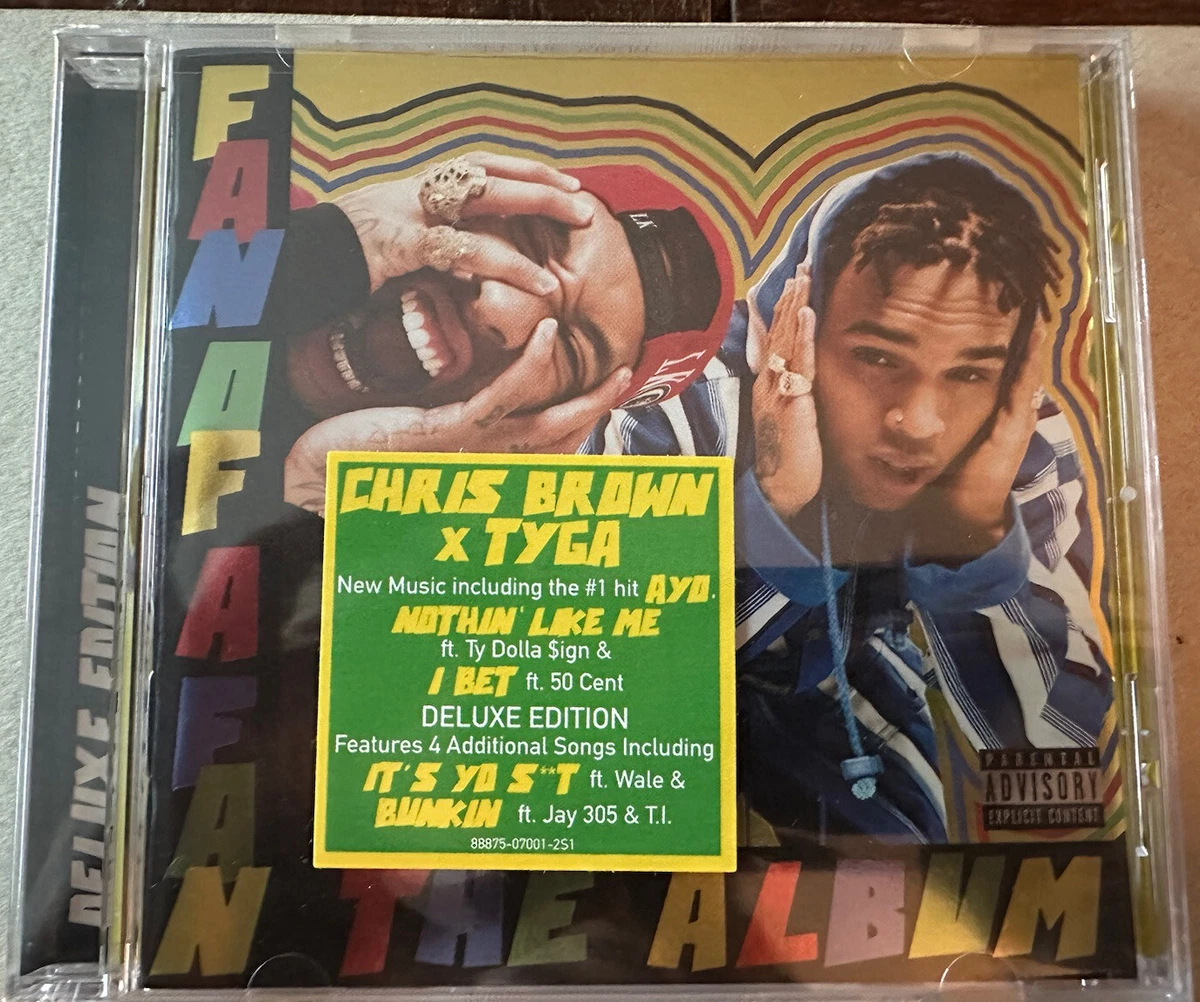 DELUXE EDITION
FAN OF A FAN
THE ALBUM
CHRIS BROWN
X TYGA
New Music including the #1 hit AYO,
NOTHIN' LIKE ME
ft. Ty Dolla $ign &
I BET ft. 50 Cent
DELUXE EDITION
Features 4 Additional Songs Including
IT'S YO S**T ft. Wale &
BUNKIN ft. Jay 305 & T.I.
88875-07001-2S1
PARENTAL
ADVISORY
EXPLICIT CONTENT